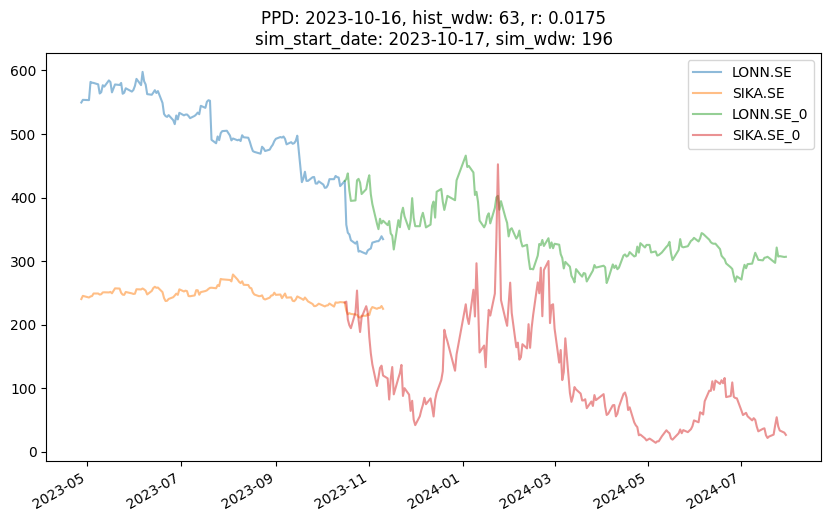 PPD: 2023-10-16, hist_wdw: 63, r: 0.0175
sim_start_date: 2023-10-17, sim_wdw: 196
LONN.SE
SIKA.SE
LONN.SE_0
SIKA.SE_0
600
500
400
300
200
100
0
2023-05
2023-07
2023-09
2023-11
2024-01
2024-03
2024-05
2024-07